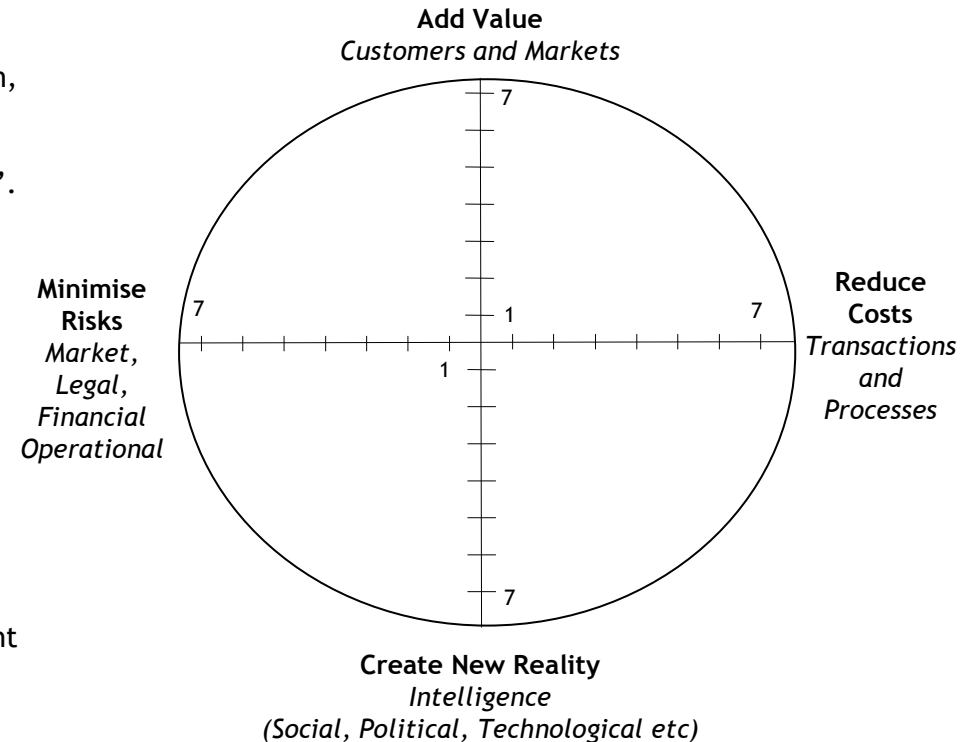 Add Value
Customers and Markets
n,
7
’.
Minimise
Risks
Market,
Legal,
Financial
Operational
7
1
1
7
Reduce
Costs
Transactions
and
Processes
7
nt
Create New Reality
Intelligence
(Social, Political, Technological etc)